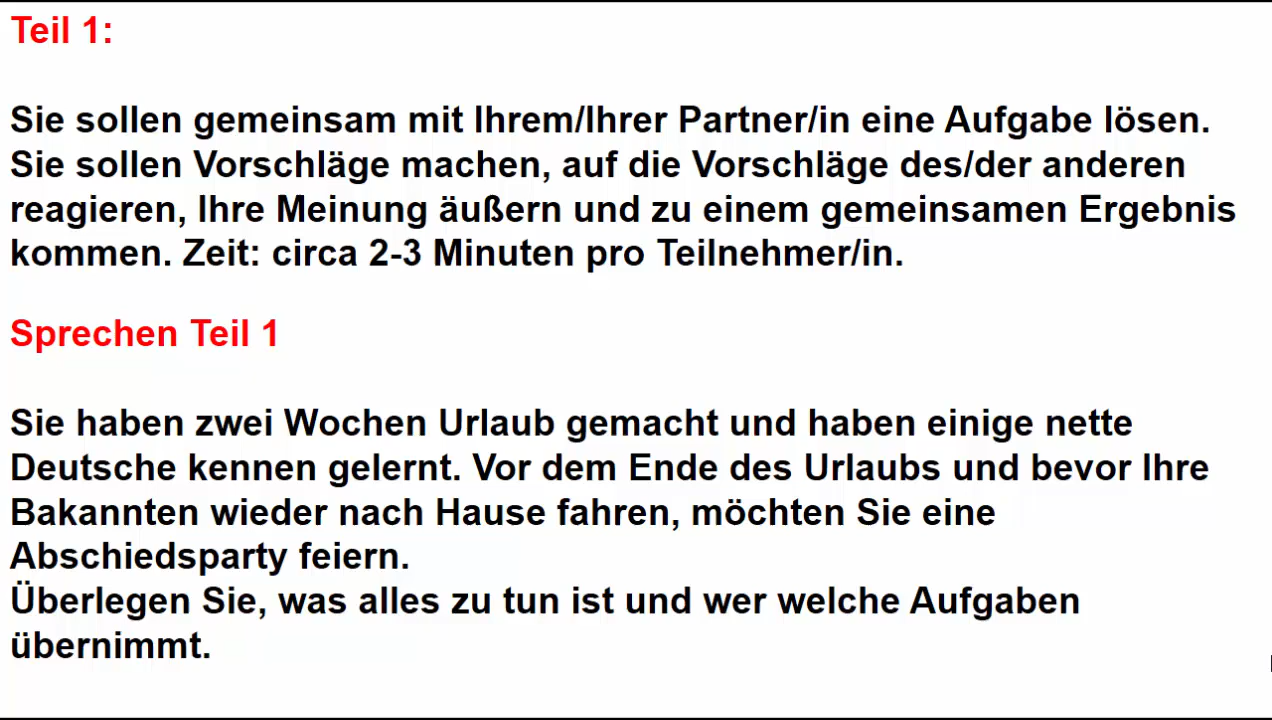 Teil 1:
Sie sollen gemeinsam mit Ihrem/Ihrer Partner/in eine Aufgabe lösen.
Sie sollen Vorschläge machen, auf die Vorschläge des/der anderen
reagieren, Ihre Meinung äußern und zu einem gemeinsamen Ergebnis
kommen. Zeit: circa 2-3 Minuten pro Teilnehmer/in.
Sprechen Teil 1
Sie haben zwei Wochen Urlaub gemacht und haben einige nette
Deutsche kennen gelernt. Vor dem Ende des Urlaubs und bevor Ihre
Bakannten wieder nach Hause fahren, möchten Sie eine
Abschiedsparty feiern.
Überlegen Sie, was alles zu tun ist und wer welche Aufgaben
übernimmt.